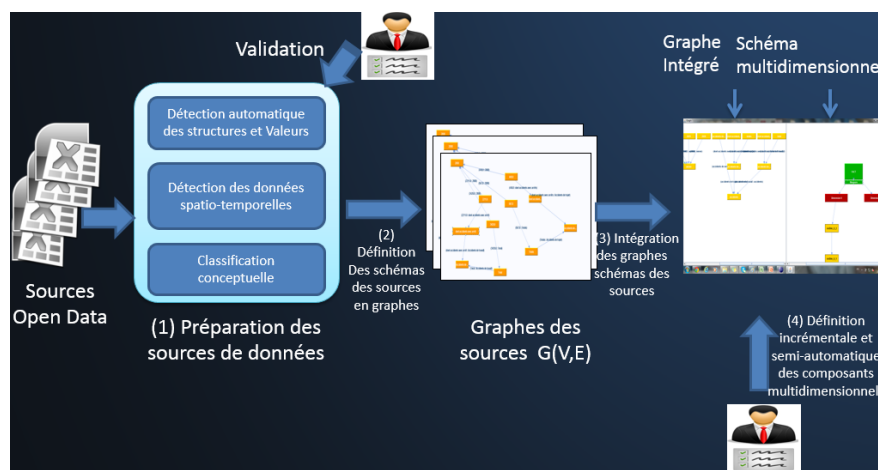 Validation
Graphe
Intégré
Schéma
multidimensionne
Détection automatique
des structures et Valeurs
Détection des données
spatio-temporelles
Classification
conceptuelle
Sources
Open Data
(1) Préparation des
sources de données
(2)
Définition
Des schémas
des sources
en graphes
Graphes des
sources G(V,E)
(3) Intégration
des graphes
schémas des
sources
(4) Définition
incrémentale et
semi-automatique
des composants
multidimensionnel